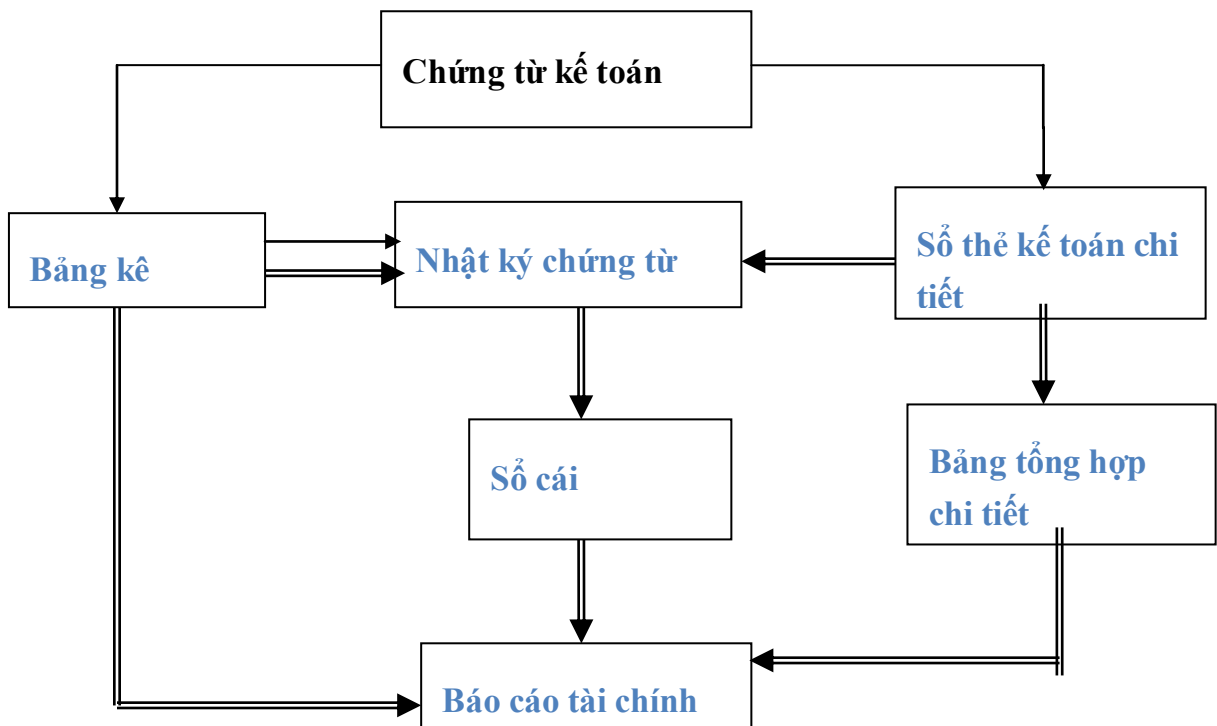 Chứng từ kế toán
Bảng kê
Nhật ký chứng từ
Sổ thẻ kế toán chi
tiết
Sổ cái
Bảng tổng hợp
chi tiết
Báo cáo tài chính